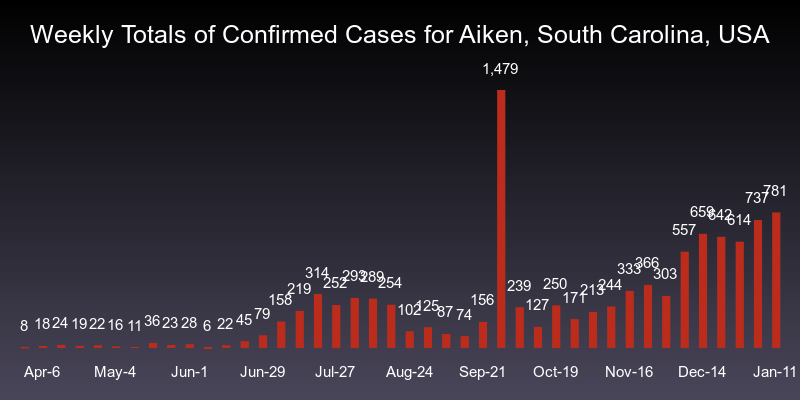 Weekly Totals of Confirmed Cases for Aiken, South Carolina, USA
1,479
8 18 24 19 22 16 11 36 23 28 6 22 45 79 158 219 314 252 293 289 254 102 125 87 74 156 239 127 250 171 213 244 333 366 303 557 659 642 614 737 781
Apr-6 May-4 Jun-1 Jun-29 Jul-27 Aug-24 Sep-21 Oct-19 Nov-16 Dec-14 Jan-11